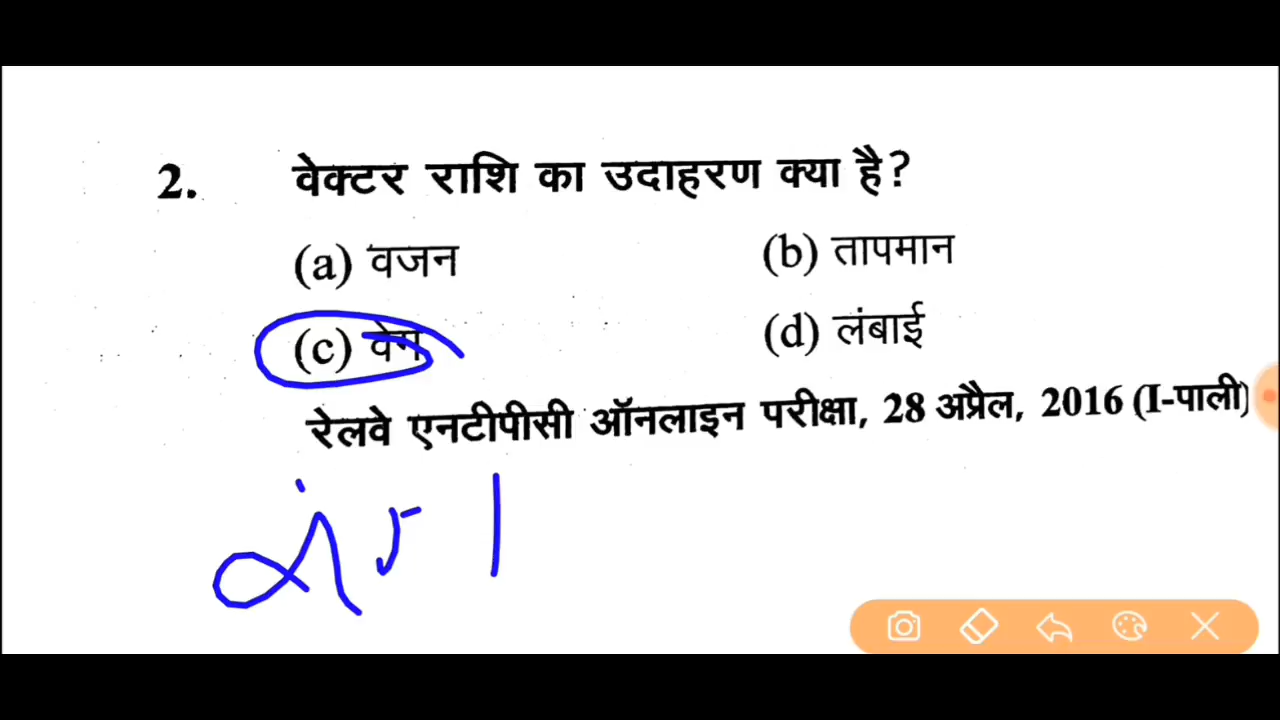 2. वेक्टर राशि का उदाहरण क्या है?
(a) वजन (b) तापमान
(c) वेग (d) लंबाई
रेलवे एनटीपीसी ऑनलाइन परीक्षा, 28 अप्रैल, 2016 (I-पाली)